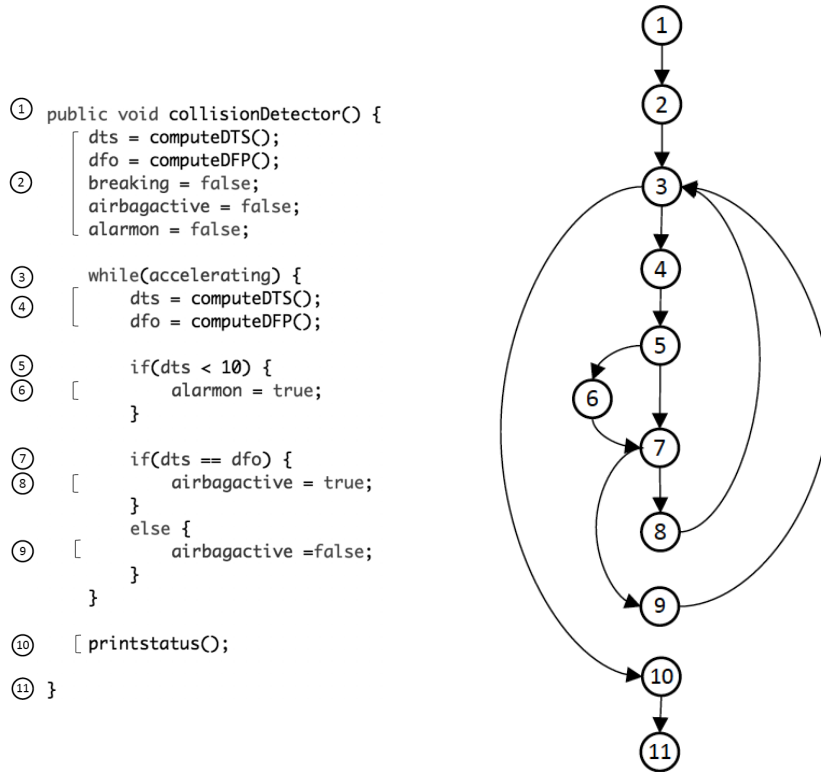 ① public void collisionDetector() {
dts = computeDTS();
dfo = computeDFP();
② breaking = false;
airbagactive = false;
alarmon = false;
③ while(accelerating) {
④ dts = computeDTS();
dfo = computeDFP();
⑤ if(dts < 10) {
⑥ alarmon = true;
}
⑦ if(dts == dfo) {
⑧ airbagactive = true;
}
else {
⑨ airbagactive =false;
}
}
⑩ printstatus();
⑪ }
1
2
3
4
5
6
7
8
9
10
11